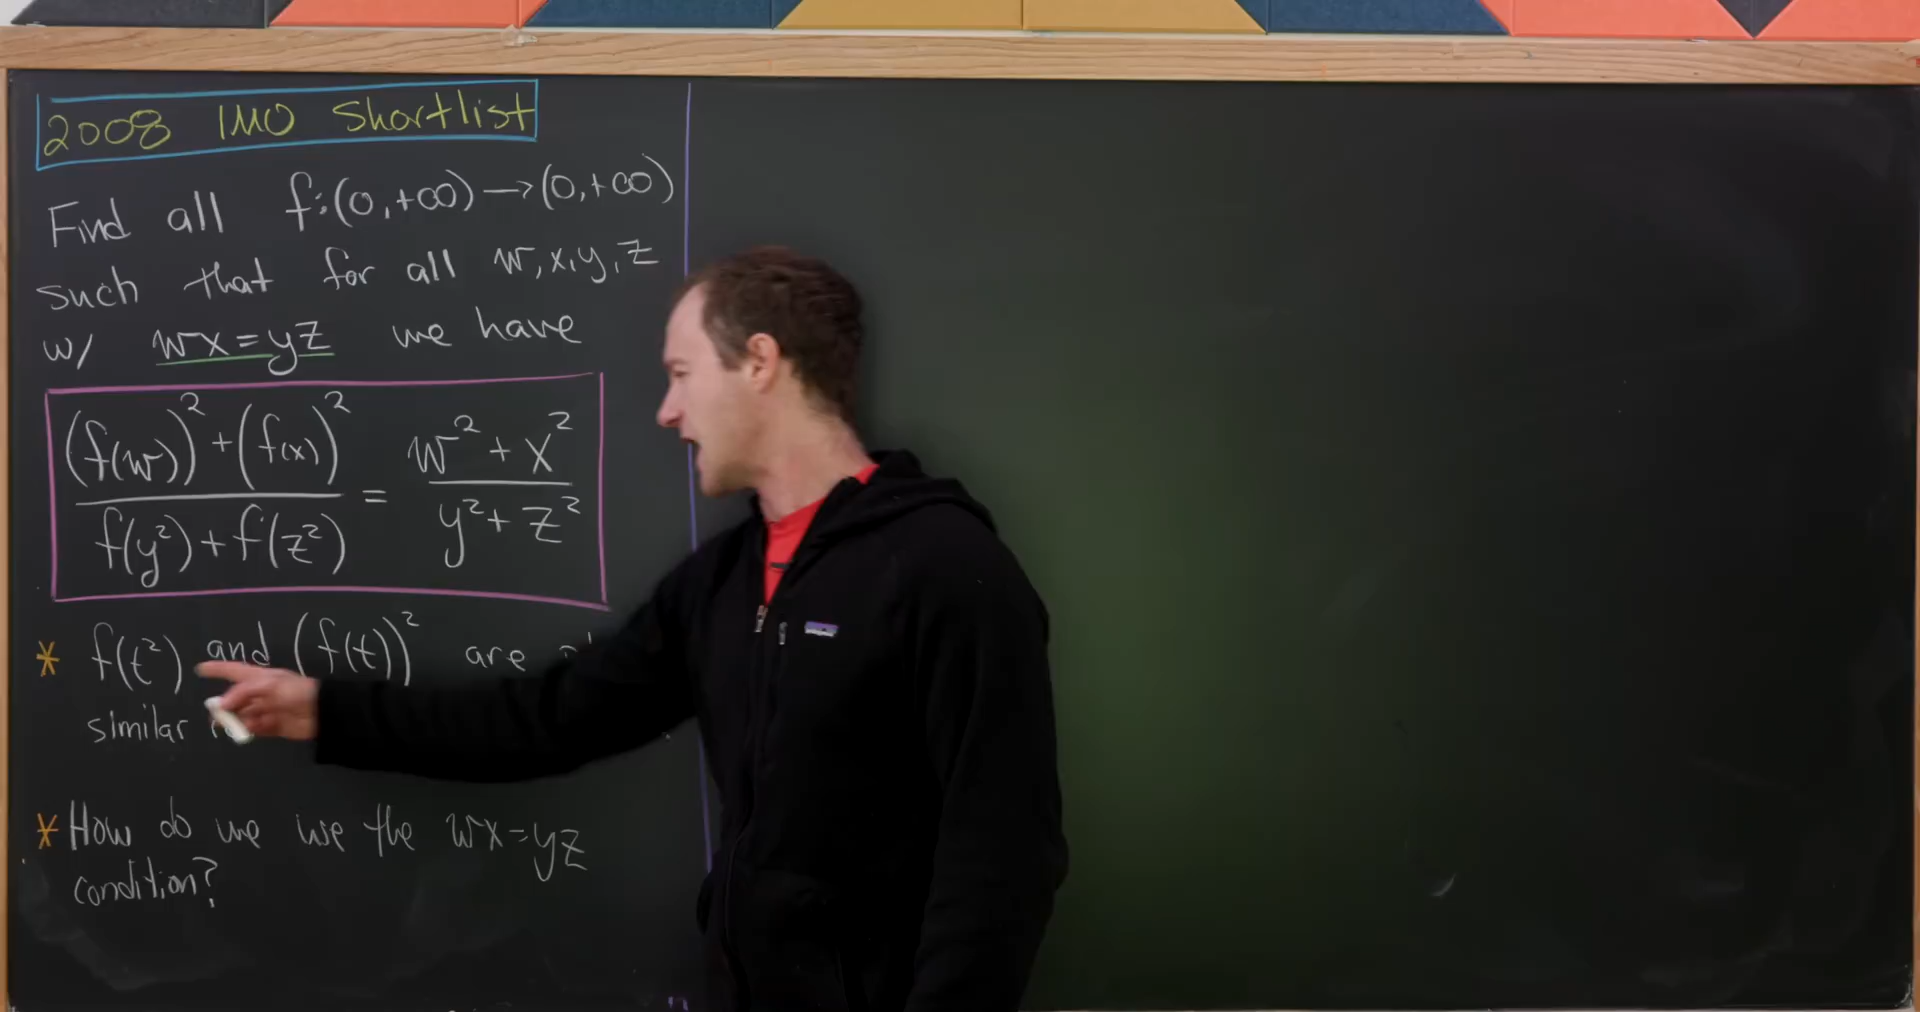 2008 IMO Shortlist
Find all f:(0,+∞)→(0,+∞)
such that for all w,x,y,z
w/ wx=yz we have
(f(w))²+(f(x))² / f(y²)+f(z²) = w²+x² / y²+z²
* f(t²) and (f(t))² are
similar
* How do we use the wx=yz
condition?